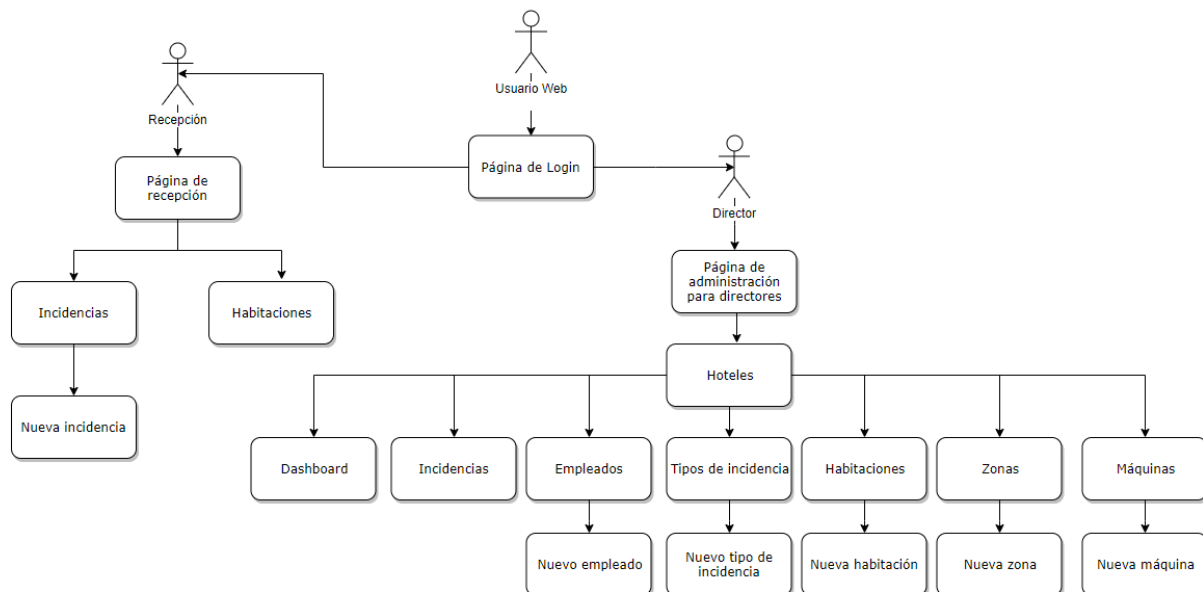 Usuario Web
Recepción
Página de Login
Página de
recepción
Director
Página de
administración
para directores
Incidencias
Habitaciones
Hoteles
Nueva incidencia
Dashboard
Incidencias
Empleados
Tipos de incidencia
Habitaciones
Zonas
Máquinas
Nuevo empleado
Nuevo tipo de
incidencia
Nueva habitación
Nueva zona
Nueva máquina